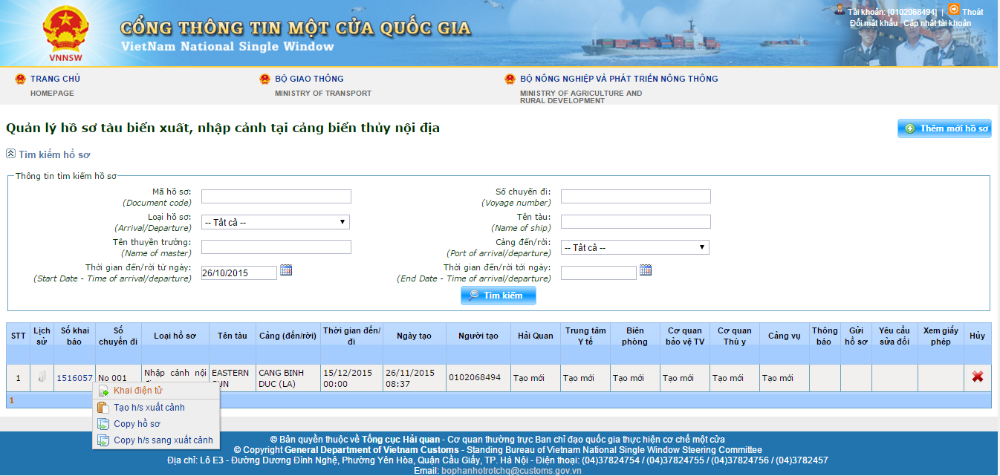 VNNSW
CỔNG THÔNG TIN MỘT CỬA QUỐC GIA
VietNam National Single Window
Tài khoản: [0102068494] | Thoát
Đổi mật khẩu Cập nhật tài khoản
TRANG CHỦ
HOMEPAGE
BỘ GIAO THÔNG
MINISTRY OF TRANSPORT
BỘ NÔNG NGHIỆP VÀ PHÁT TRIỂN NÔNG THÔNG
MINISTRY OF AGRICULTURE AND
RURAL DEVELOPMENT
Quản lý hồ sơ tàu biển xuất, nhập cảnh tại cảng biển thủy nội địa
Thêm mới hồ sơ
Tìm kiếm hồ sơ
Thông tin tìm kiếm hồ sơ
Mã hồ sơ:
(Document code)
Số chuyến đi:
(Voyage number)
Loại hồ sơ:
(Arrival/Departure)
-- Tất cả --
Tên tàu:
(Name of ship)
Tên thuyền trưởng:
(Name of master)
Cảng đến/rời:
(Port of arrival/departure)
-- Tất cả --
Thời gian đến/rời từ ngày:
(Start Date - Time of arrival/departure)
26/10/2015
Thời gian đến/rời tới ngày:
(End Date - Time of arrival/departure)
Tìm kiếm
STT
Lịch
sử
Số khai
báo
Số
chuyến đi
Loại hồ sơ
Tên tàu
Cảng (đến/rời)
Thời gian đến/
đi
Ngày tạo
Người tạo
Hải Quan
Trung tâm
Y tế
Biên
phòng
Cơ quan
bảo vệ TV
Cơ quan
Thú y
Cảng vụ
Thông
báo
Gửi
hồ sơ
Yêu cầu
sửa đổi
Xem giấy
phép
Hủy
1
1516057
No 001
Nhập cảnh nội
EASTERN
CANG BINH
DUC (LA)
15/12/2015
00:00
26/11/2015
08:37
0102068494
Tạo mới
Tạo mới
Tạo mới
Tạo mới
Tạo mới
Tạo mới
1
Khai điện tử
Tạo h/s xuất cảnh
Copy hồ sơ
Copy h/s sang xuất cảnh
© Bản quyền thuộc về Tổng cục Hải quan - Cơ quan thường trực Ban chỉ đạo quốc gia thực hiện cơ chế một cửa
© Copyright General Department of Vietnam Customs - Standing Bureau of Vietnam National Single Window Steering Committee
Địa chỉ: Lô E3 - Đường Dương Đình Nghệ, Phường Yên Hòa, Quận Cầu Giấy, TP. Hà Nội - Điện thoại: (04)37824754 / (04)37824755 / (04)37824756 / (04)3782457
Email: bophanhotrotchq@customs.gov.vn